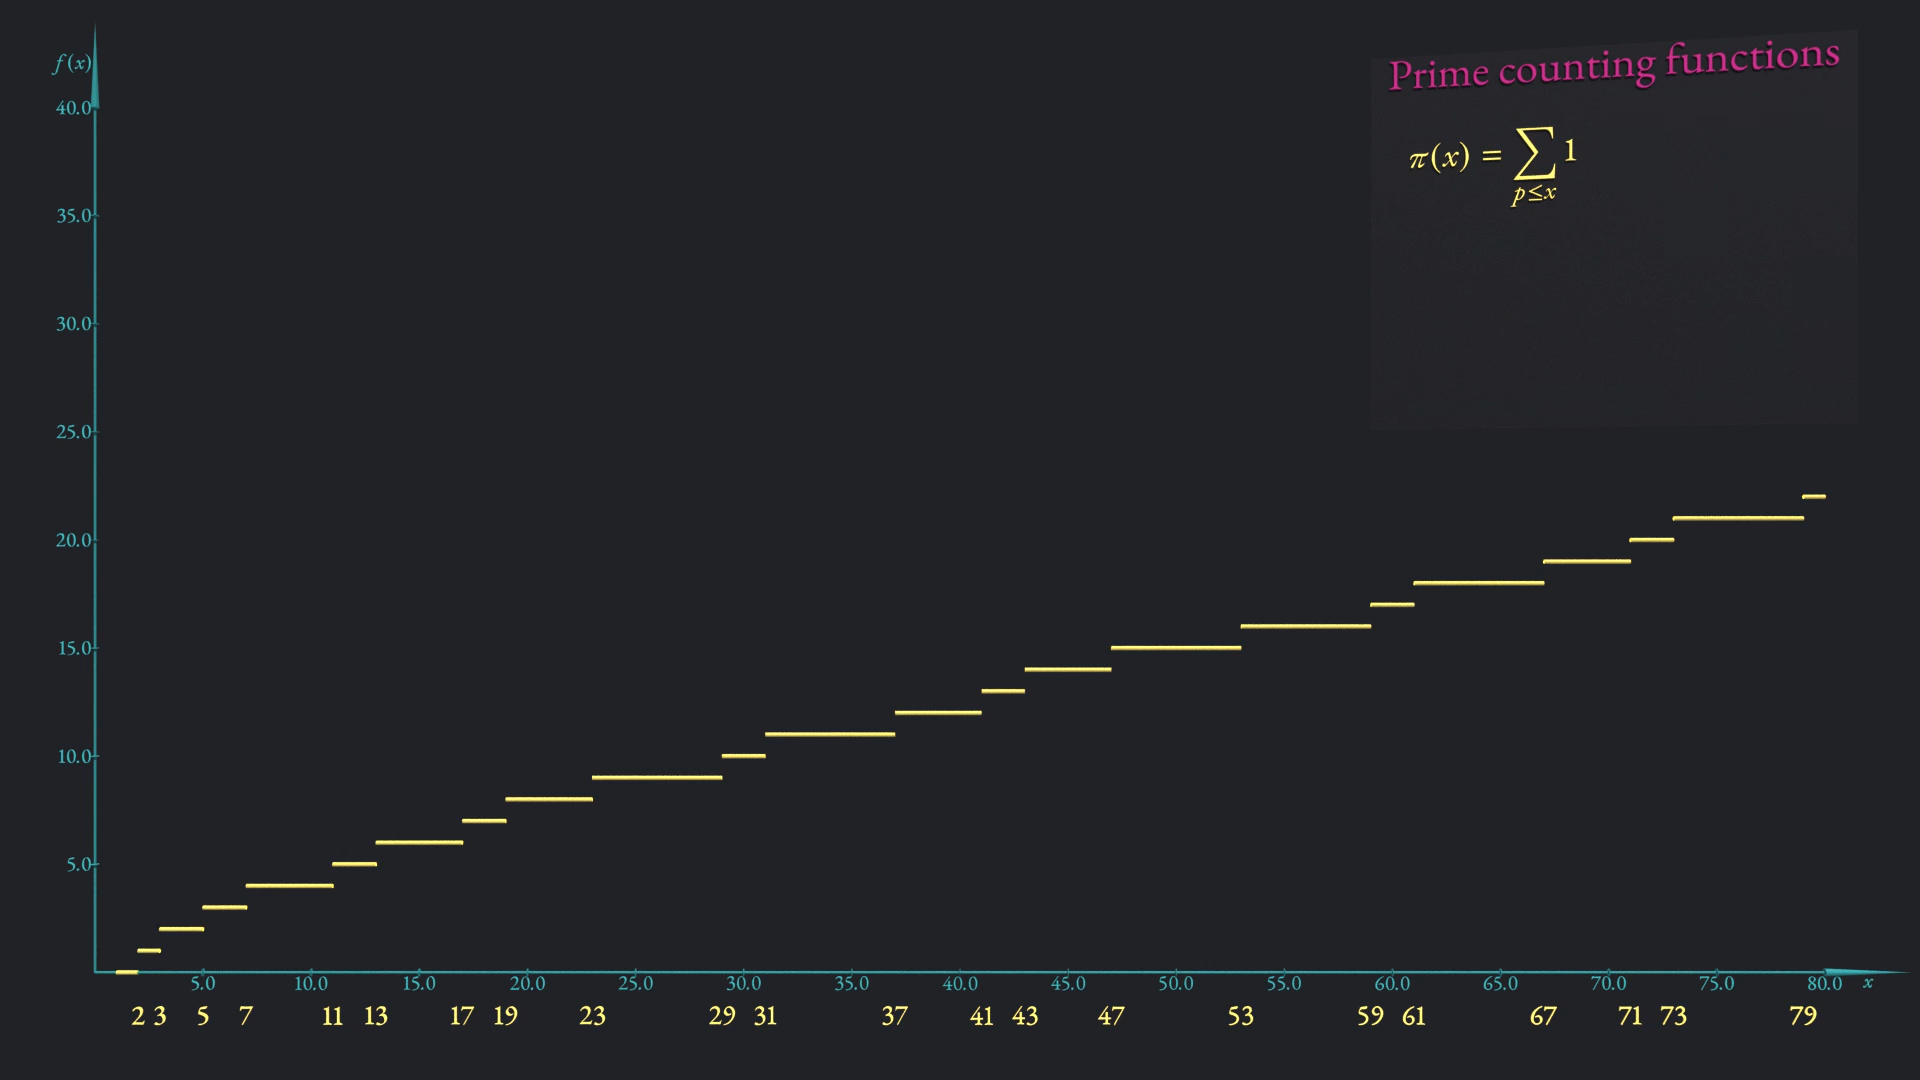 Prime counting functions
π(x) = ∑ 1
p≤x
f(x)
40.0
35.0
30.0
25.0
20.0
15.0
10.0
5.0
5.0 10.0 15.0 20.0 25.0 30.0 35.0 40.0 45.0 50.0 55.0 60.0 65.0 70.0 75.0 80.0 x
2 3 5 7 11 13 17 19 23 29 31 37 41 43 47 53 59 61 67 71 73 79